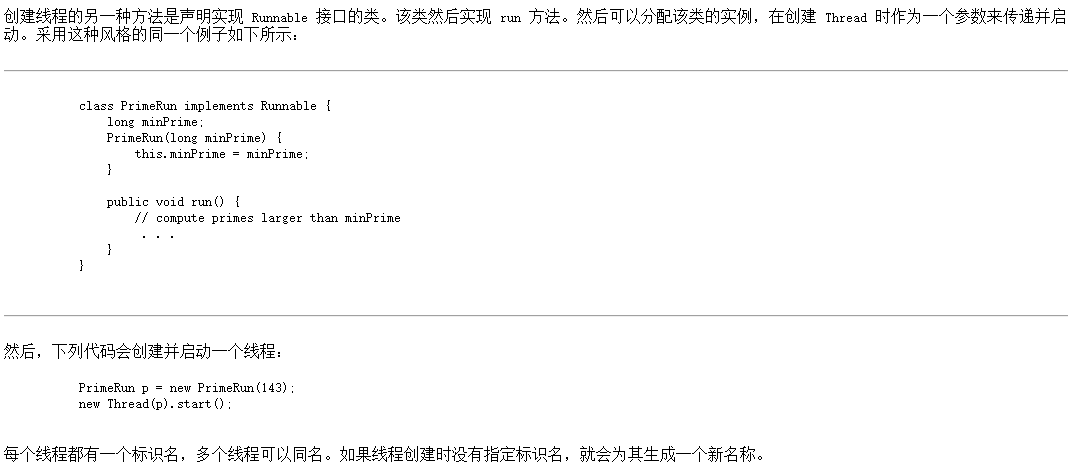 创建线程的另一种方法是声明实现 Runnable 接口的类。该类然后实现 run 方法。然后可以分配该类的实例，在创建 Thread 时作为一个参数来传递并启
动。采用这种风格的同一个例子如下所示：
class PrimeRun implements Runnable {
long minPrime;
PrimeRun(long minPrime) {
this.minPrime = minPrime;
}
public void run() {
// compute primes larger than minPrime
. . .
}
}
然后，下列代码会创建并启动一个线程：
PrimeRun p = new PrimeRun(143);
new Thread(p).start();
每个线程都有一个标识名，多个线程可以同名。如果线程创建时没有指定标识名，就会为其生成一个新名称。